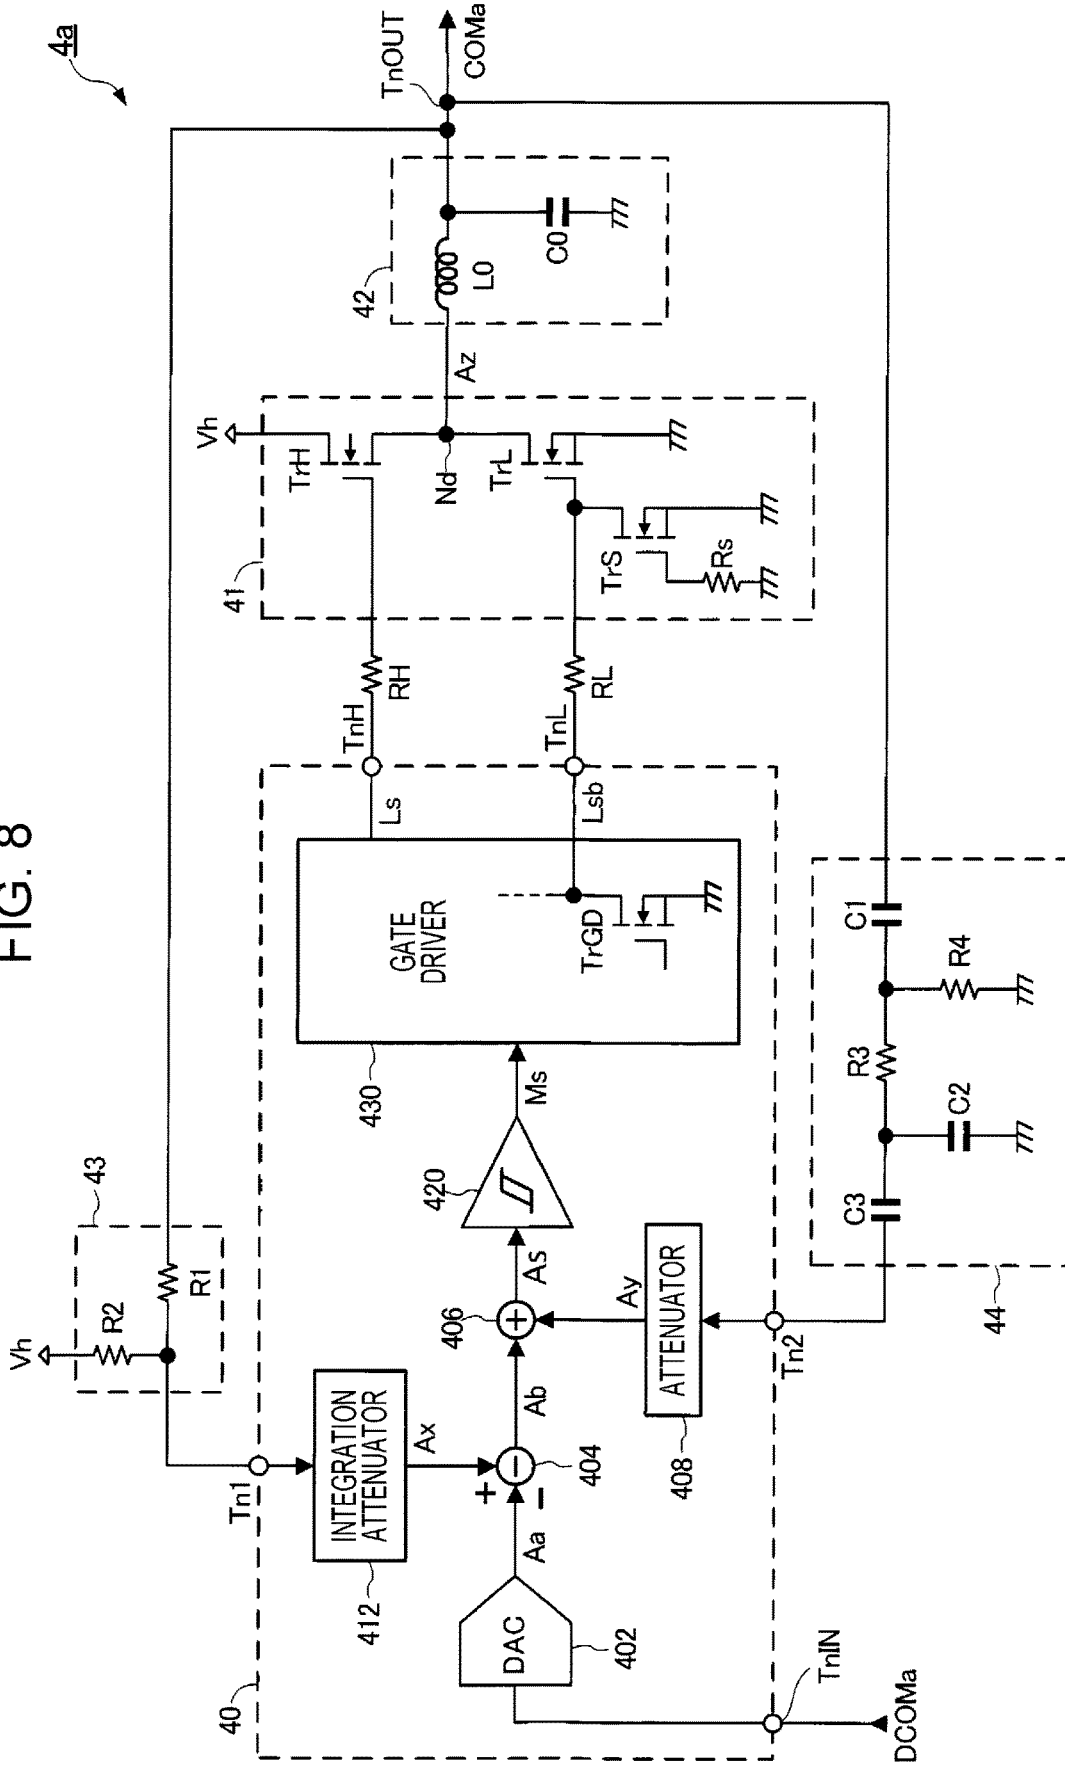 FIG. 8
4a
Vh
43
R2
R1
Tn1
40
INTEGRATION
ATTENUATOR
412
Ax
DAC
402
Aa
+
−
−
404
Ab
406
+
As
Ay
ATTENUATOR
408
420
Ms
430
GATE
DRIVER
TrGD
Ls
Lsb
TnH
TnL
RH
RL
41
Vh
TrH
Nd
TrL
TrS
Rs
Az
42
L0
C0
TnOUT
COMa
TnIN
DCOMa
Tn2
44
C3
C2
R3
R4
C1